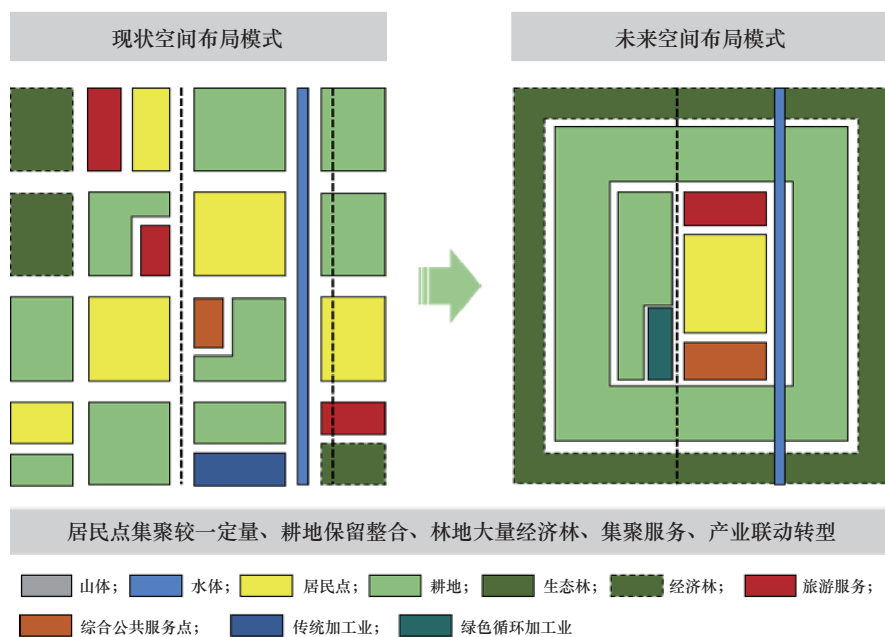 现状空间布局模式
未来空间布局模式
居民点集聚较一定量、耕地保留整合、林地大量经济林、集聚服务、产业联动转型
山体; 水体; 居民点; 耕地; 生态林; 经济林; 旅游服务;
综合公共服务点; 传统加工业; 绿色循环加工业